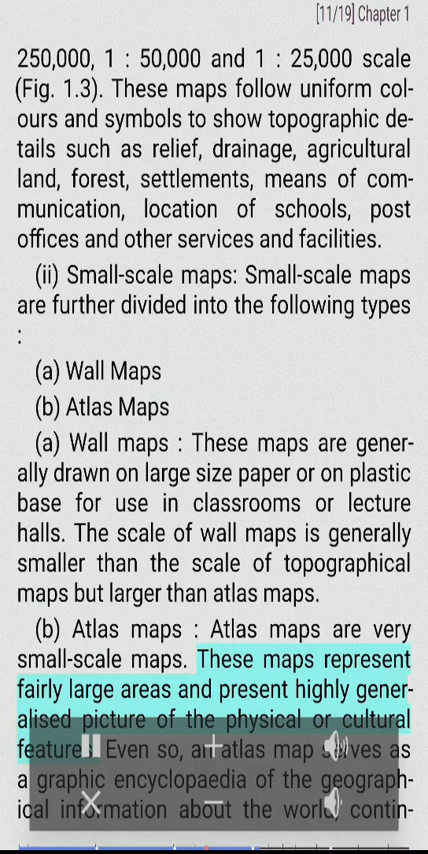 [11/19] Chapter 1
250,000, 1 : 50,000 and 1 : 25,000 scale
(Fig. 1.3). These maps follow uniform col-
ours and symbols to show topographic de-
tails such as relief, drainage, agricultural
land, forest, settlements, means of com-
munication, location of schools, post
offices and other services and facilities.
(ii) Small-scale maps: Small-scale maps
are further divided into the following types
:
(a) Wall Maps
(b) Atlas Maps
(a) Wall maps : These maps are gener-
ally drawn on large size paper or on plastic
base for use in classrooms or lecture
halls. The scale of wall maps is generally
smaller than the scale of topographical
maps but larger than atlas maps.
(b) Atlas maps : Atlas maps are very
small-scale maps. These maps represent
fairly large areas and present highly gener-
alised picture of the physical or cultural
features. Even so, an atlas map serves as
a graphic encyclopaedia of the geograph-
ical information about the world, contin-